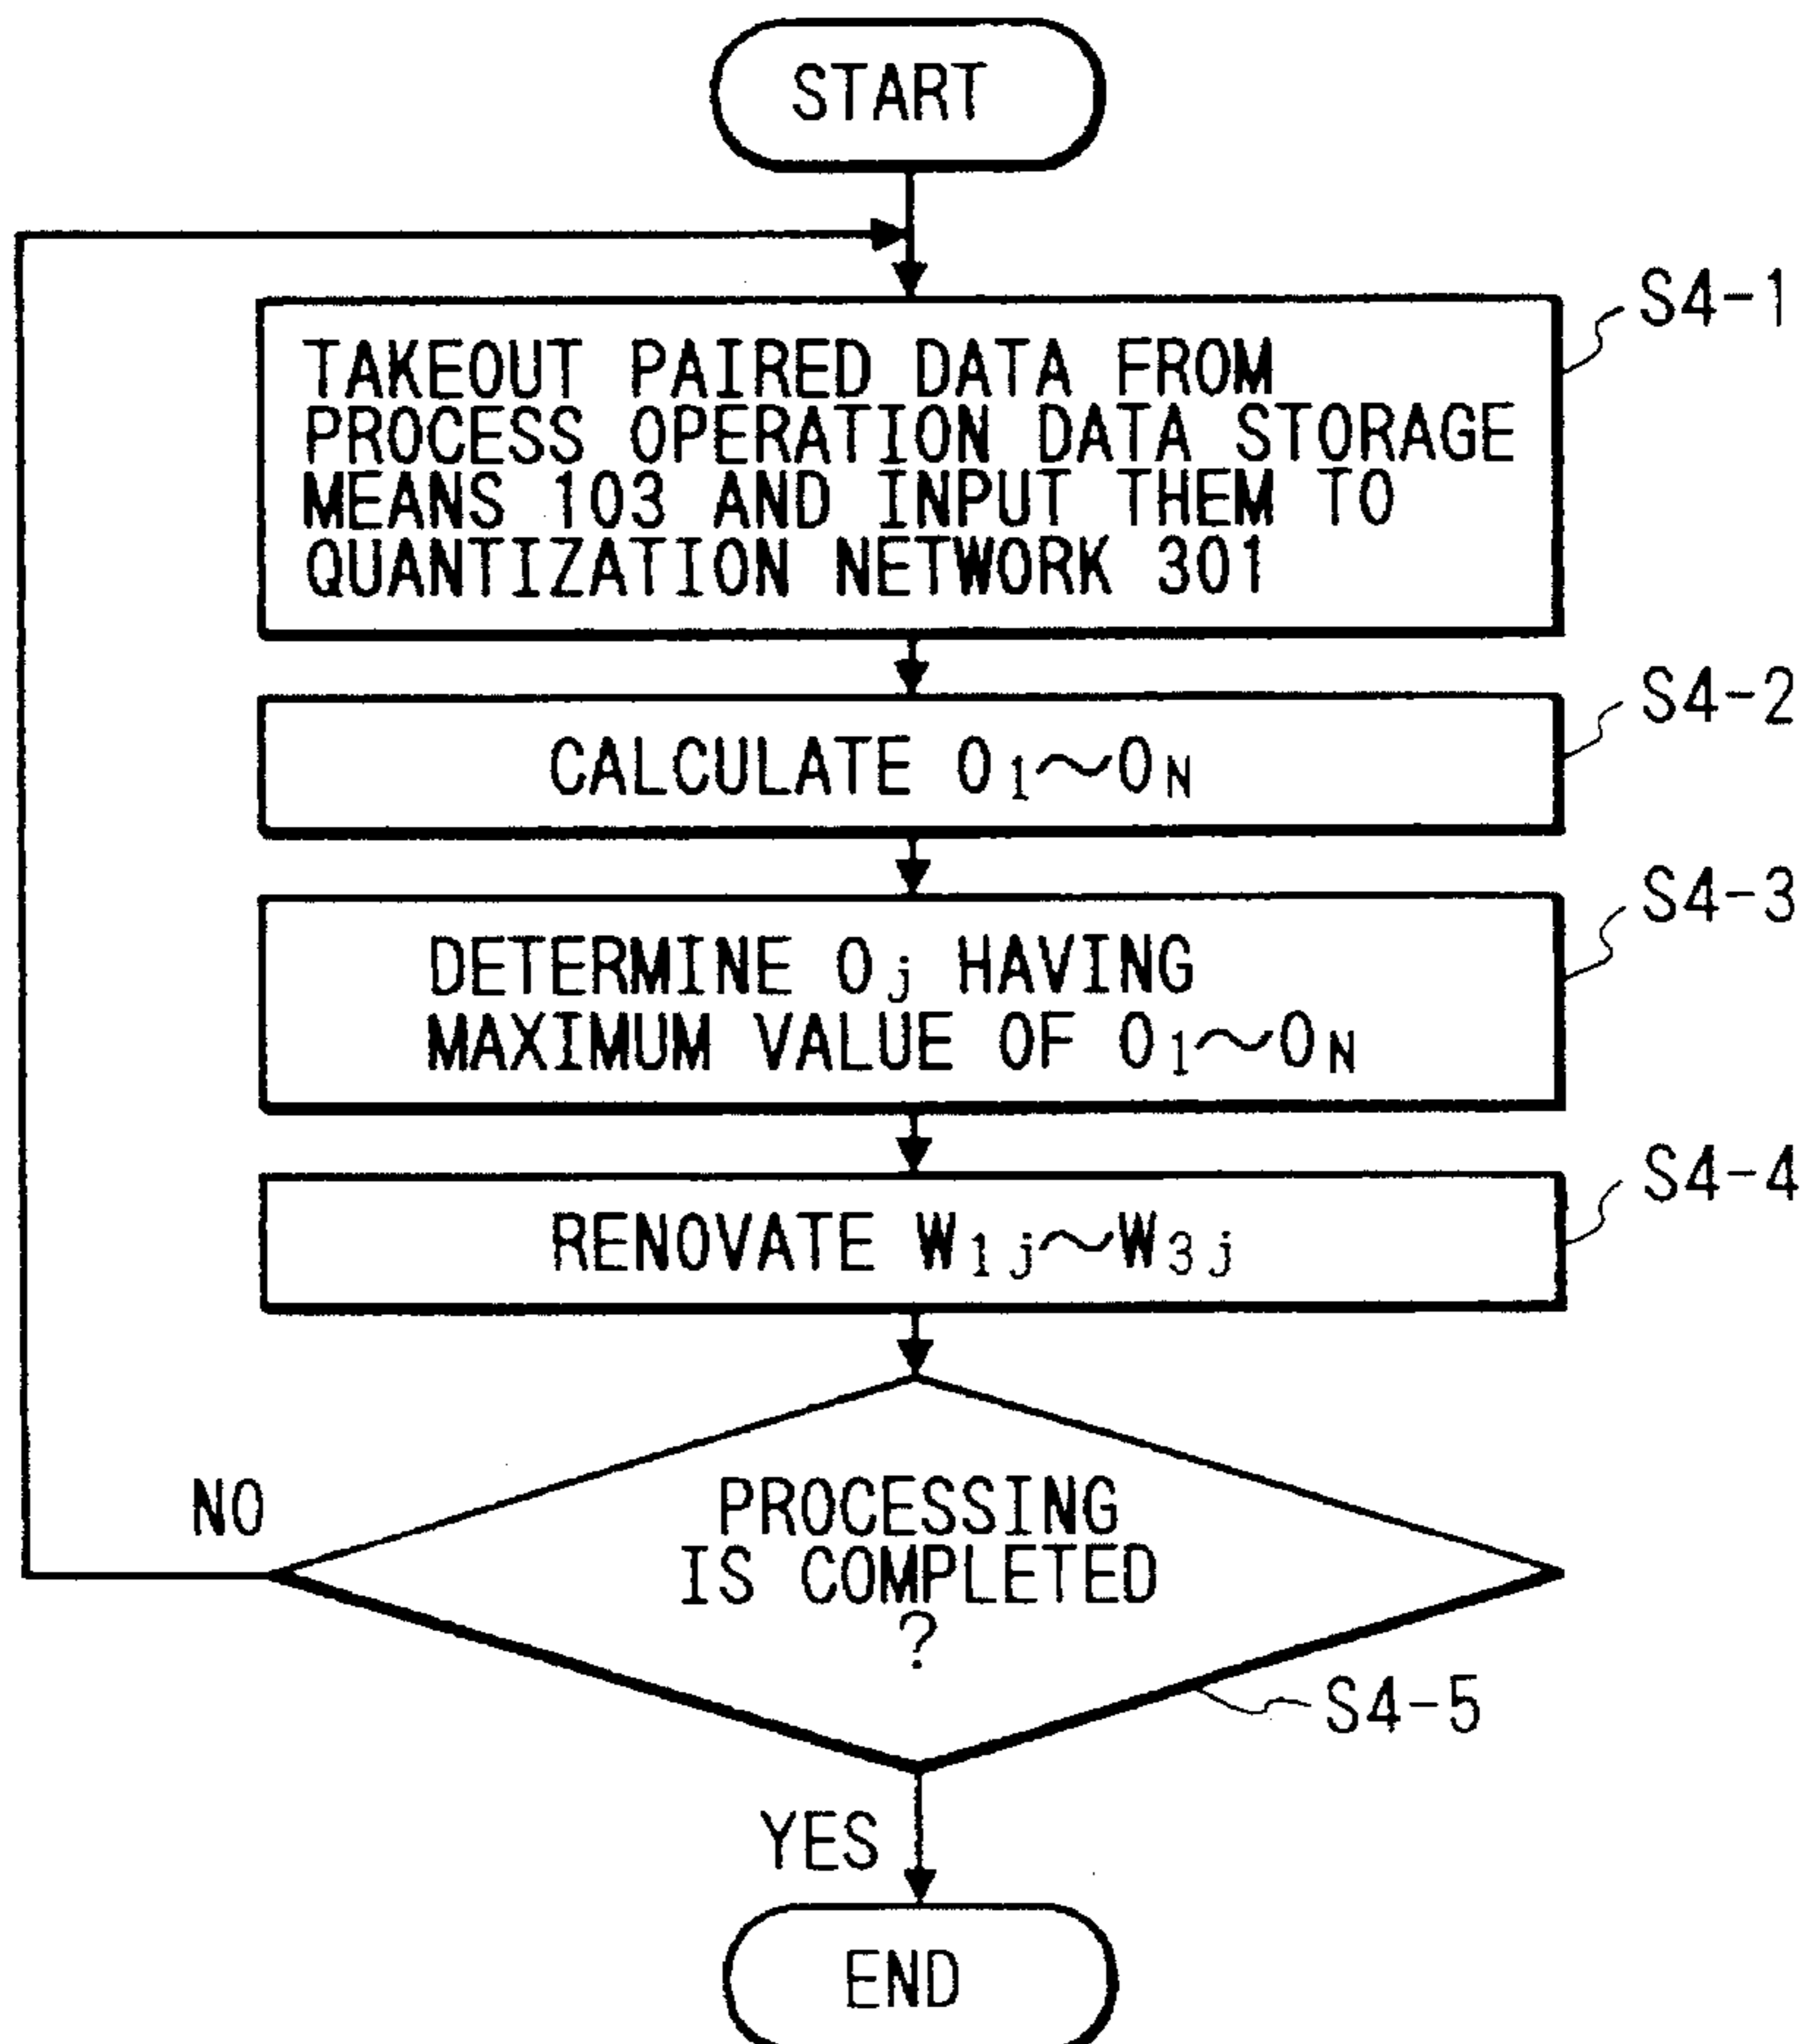 START
S4-1
TAKEOUT PAIRED DATA FROM
PROCESS OPERATION DATA STORAGE
MEANS 103 AND INPUT THEM TO
QUANTIZATION NETWORK 301
S4-2
CALCULATE O1～ON
S4-3
DETERMINE Oj HAVING
MAXIMUM VALUE OF O1～ON
S4-4
RENOVATE W1j～W3j
NO
PROCESSING
IS COMPLETED
?
S4-5
YES
END